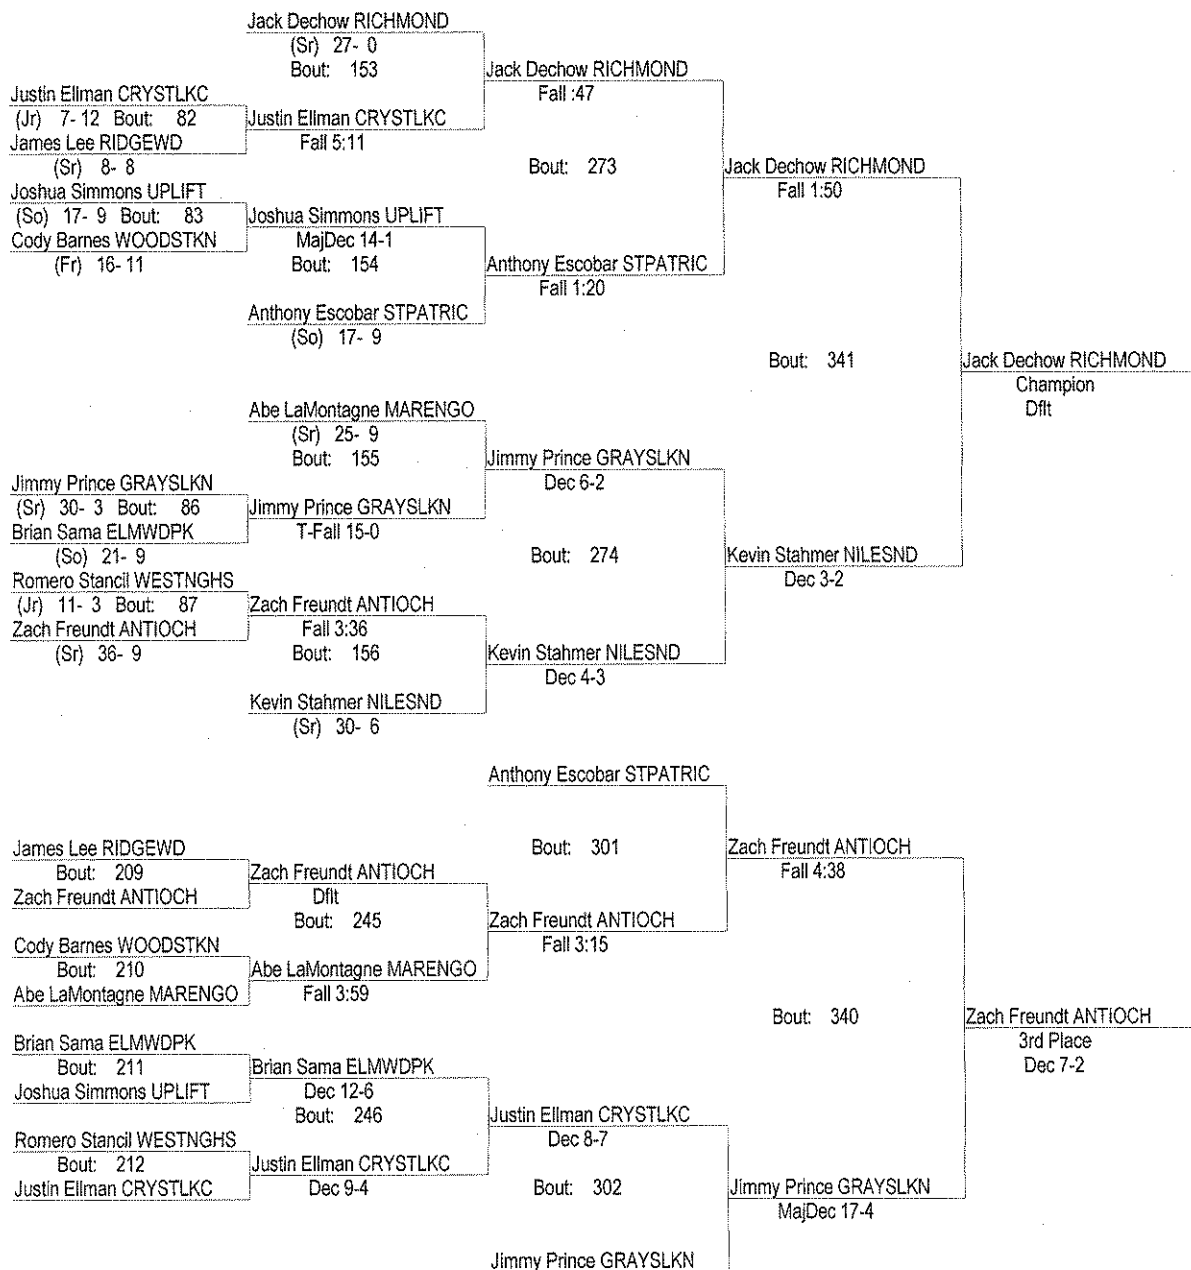 Jack Dechow RICHMOND
(Sr) 27- 0
Bout: 153
Jack Dechow RICHMOND
Fall :47
Justin Ellman CRYSTLKC
(Jr) 7- 12 Bout: 82
Justin Ellman CRYSTLKC
James Lee RIDGEWD
Fall 5:11
(Sr) 8- 8
Bout: 273
Jack Dechow RICHMOND
Fall 1:50
Joshua Simmons UPLIFT
(So) 17- 9 Bout: 83
Joshua Simmons UPLIFT
Cody Barnes WOODSTKN
MajDec 14-1
(Fr) 16- 11
Bout: 154
Anthony Escobar STPATRIC
Fall 1:20
Anthony Escobar STPATRIC
(So) 17- 9
Bout: 341
Jack Dechow RICHMOND
Champion
Dflt
Abe LaMontagne MARENGO
(Sr) 25- 9
Bout: 155
Jimmy Prince GRAYSLKN
Dec 6-2
Jimmy Prince GRAYSLKN
(Sr) 30- 3 Bout: 86
Jimmy Prince GRAYSLKN
Brian Sama ELMWDPK
T-Fall 15-0
(So) 21- 9
Bout: 274
Kevin Stahmer NILESND
Dec 3-2
Romero Stancil WESTNGHS
(Jr) 11- 3 Bout: 87
Zach Freundt ANTIOCH
Zach Freundt ANTIOCH
Fall 3:36
(Sr) 36- 9
Bout: 156
Kevin Stahmer NILESND
Dec 4-3
Kevin Stahmer NILESND
(Sr) 30- 6
Anthony Escobar STPATRIC
James Lee RIDGEWD
Bout: 209
Zach Freundt ANTIOCH
Zach Freundt ANTIOCH
Dflt
Bout: 301
Zach Freundt ANTIOCH
Fall 4:38
Bout: 245
Zach Freundt ANTIOCH
Fall 3:15
Cody Barnes WOODSTKN
Bout: 210
Abe LaMontagne MARENGO
Abe LaMontagne MARENGO
Fall 3:59
Bout: 340
Zach Freundt ANTIOCH
3rd Place
Dec 7-2
Brian Sama ELMWDPK
Bout: 211
Brian Sama ELMWDPK
Joshua Simmons UPLIFT
Dec 12-6
Bout: 246
Justin Ellman CRYSTLKC
Dec 8-7
Romero Stancil WESTNGHS
Bout: 212
Justin Ellman CRYSTLKC
Justin Ellman CRYSTLKC
Dec 9-4
Bout: 302
Jimmy Prince GRAYSLKN
MajDec 17-4
Jimmy Prince GRAYSLKN